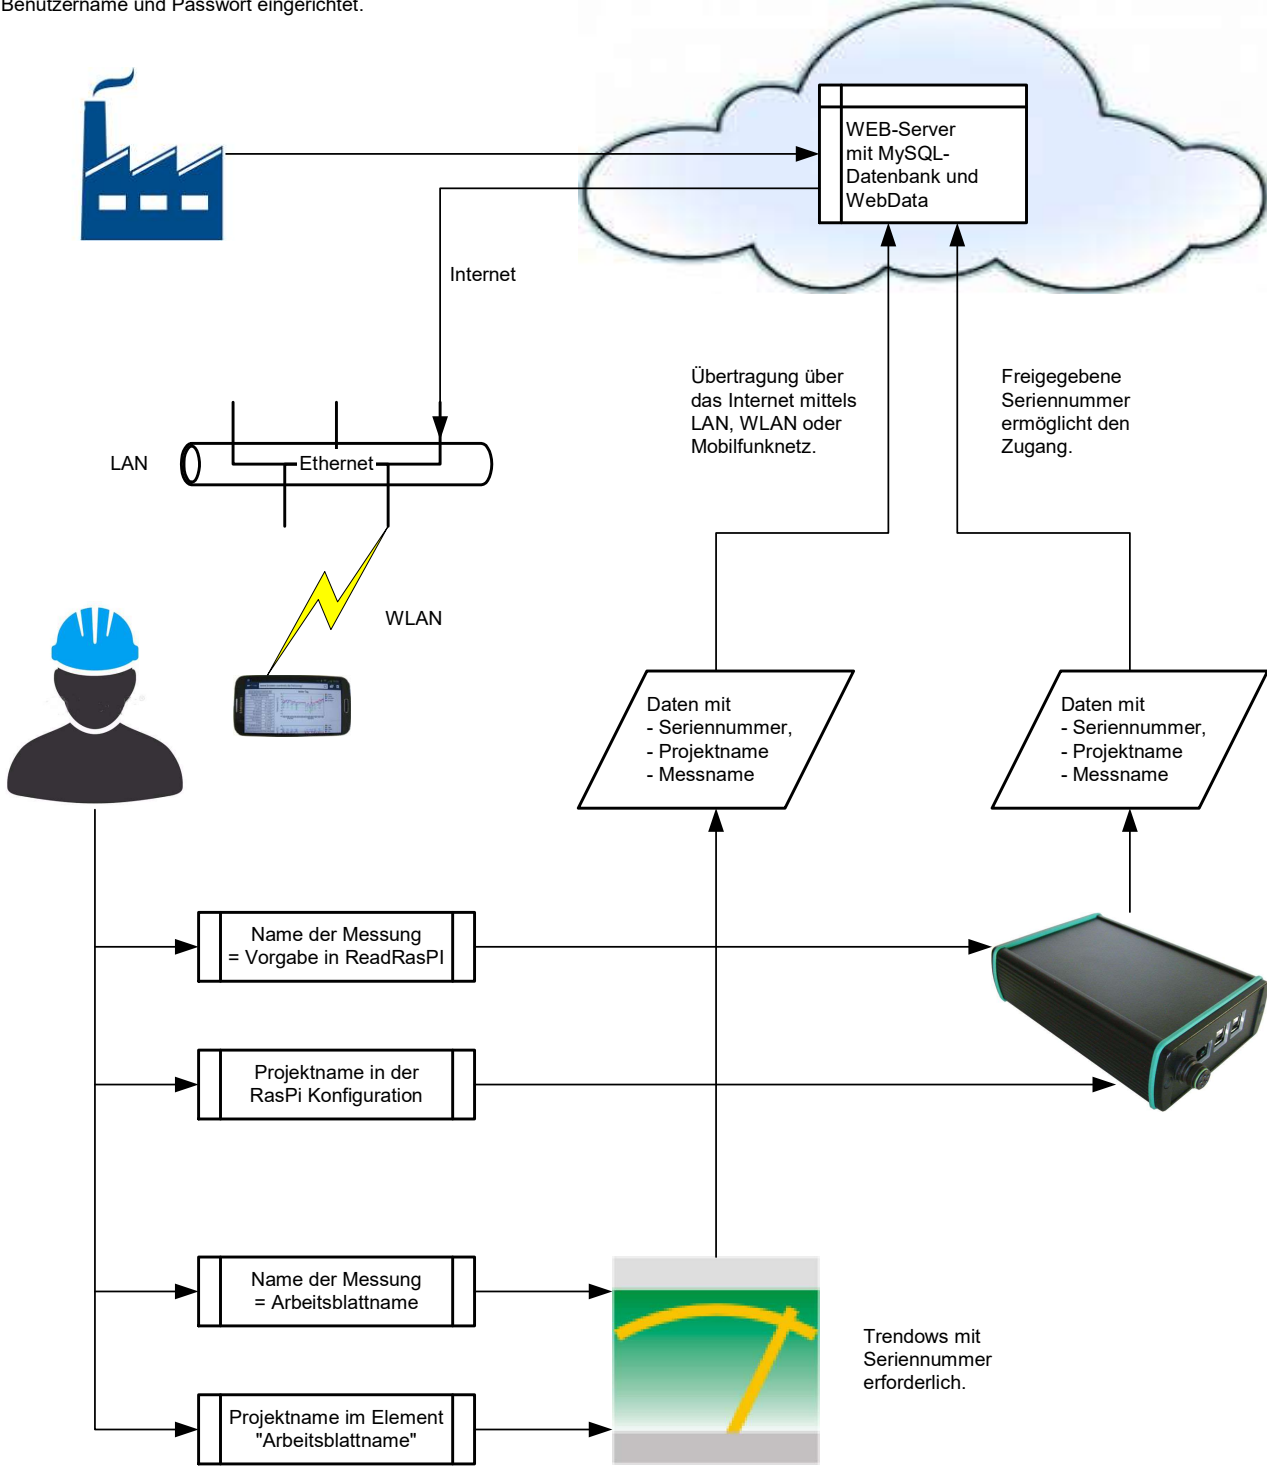 Benutzername und Passwort eingerichtet.
WEB-Server
mit MySQL-
Datenbank und
WebData
Internet
Übertragung über
das Internet mittels
LAN, WLAN oder
Mobilfunknetz.
Freigegebene
Seriennummer
ermöglicht den
Zugang.
LAN
Ethernet
WLAN
Daten mit
- Seriennummer,
- Projektname
- Messname
Daten mit
- Seriennummer,
- Projektname
- Messname
Name der Messung
= Vorgabe in ReadRasPI
Projektname in der
RasPi Konfiguration
Name der Messung
= Arbeitsblattname
Trendows mit
Seriennummer
erforderlich.
Projektname im Element
"Arbeitsblattname"